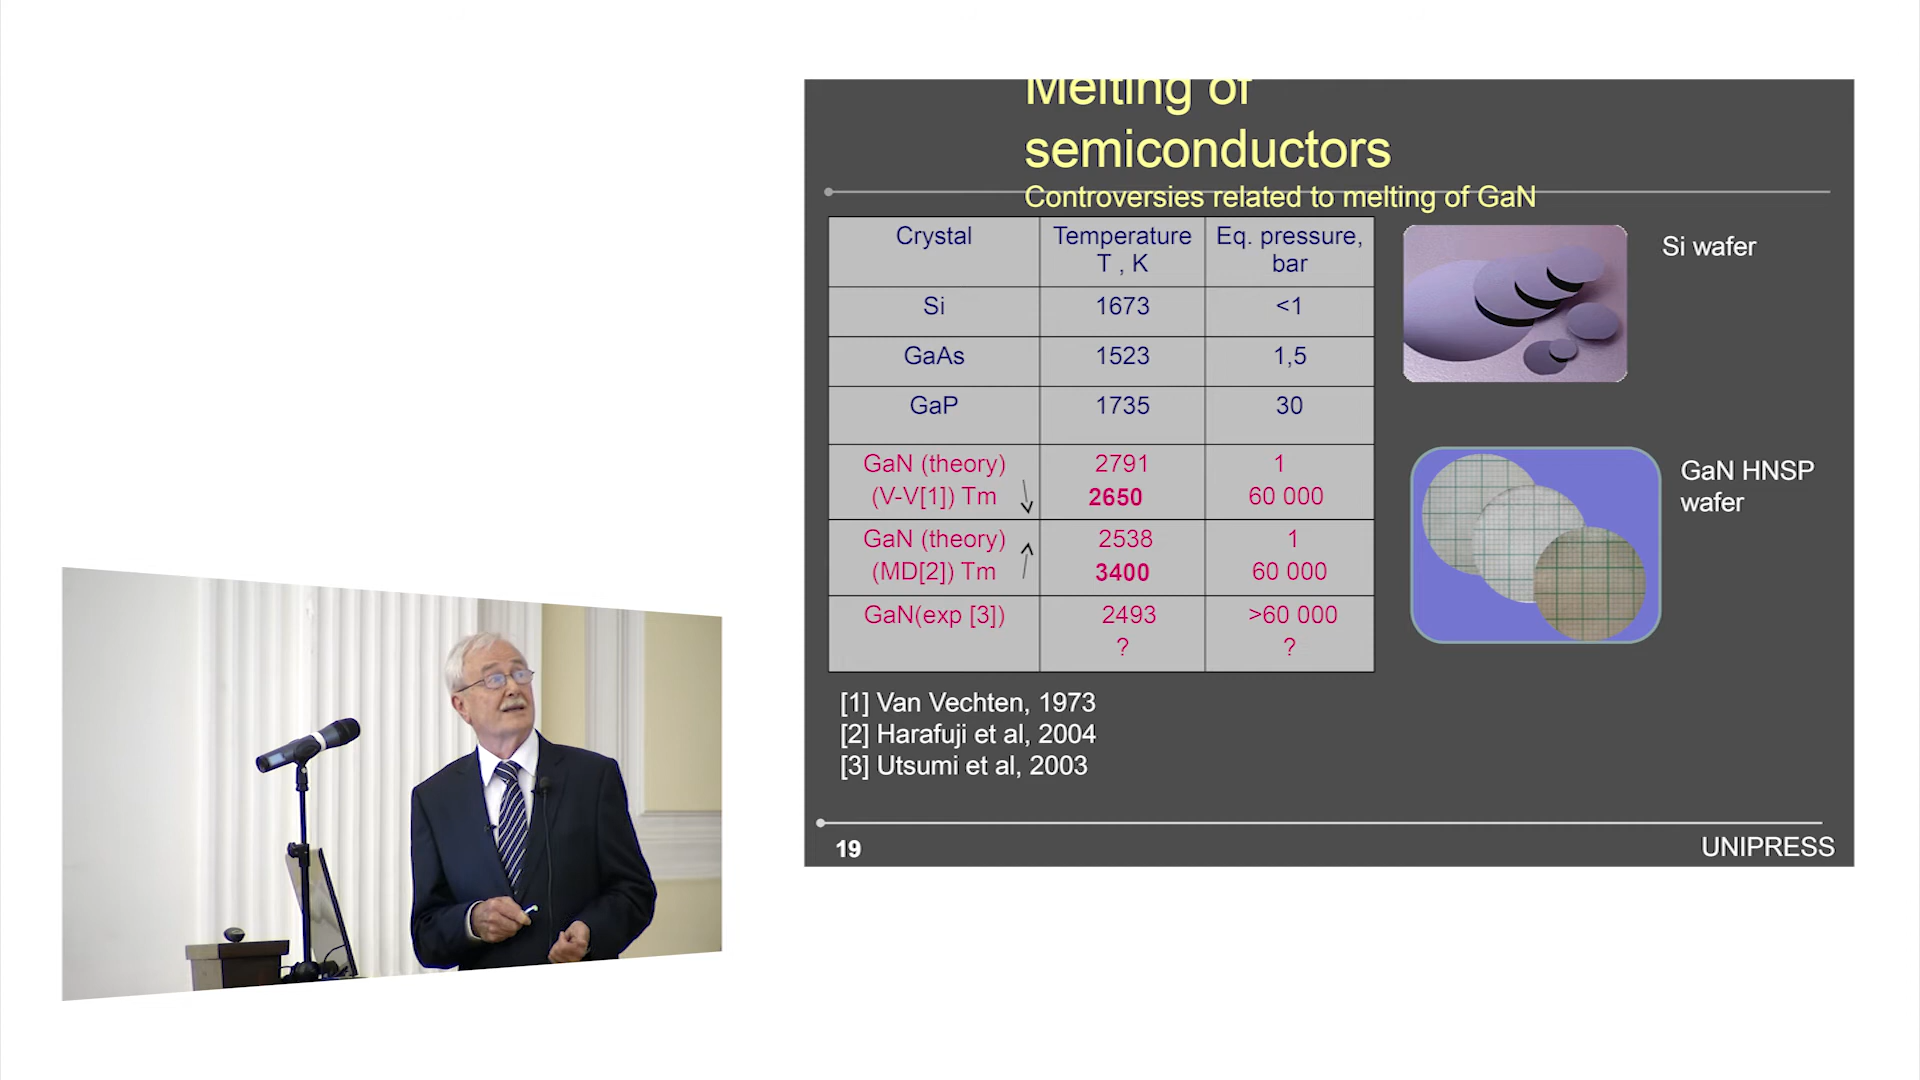 Melting of
semiconductors
Controversies related to melting of GaN
Crystal Temperature T , K Eq. pressure, bar
Si 1673 <1
GaAs 1523 1,5
GaP 1735 30
GaN (theory) 2791 1
(V-V[1]) Tm 2650 60 000
GaN (theory) 2538 1
(MD[2]) Tm 3400 60 000
GaN(exp [3]) 2493 >60 000
? ?
Si wafer
GaN HNSP
wafer
[1] Van Vechten, 1973
[2] Harafuji et al, 2004
[3] Utsumi et al, 2003
19
UNIPRESS